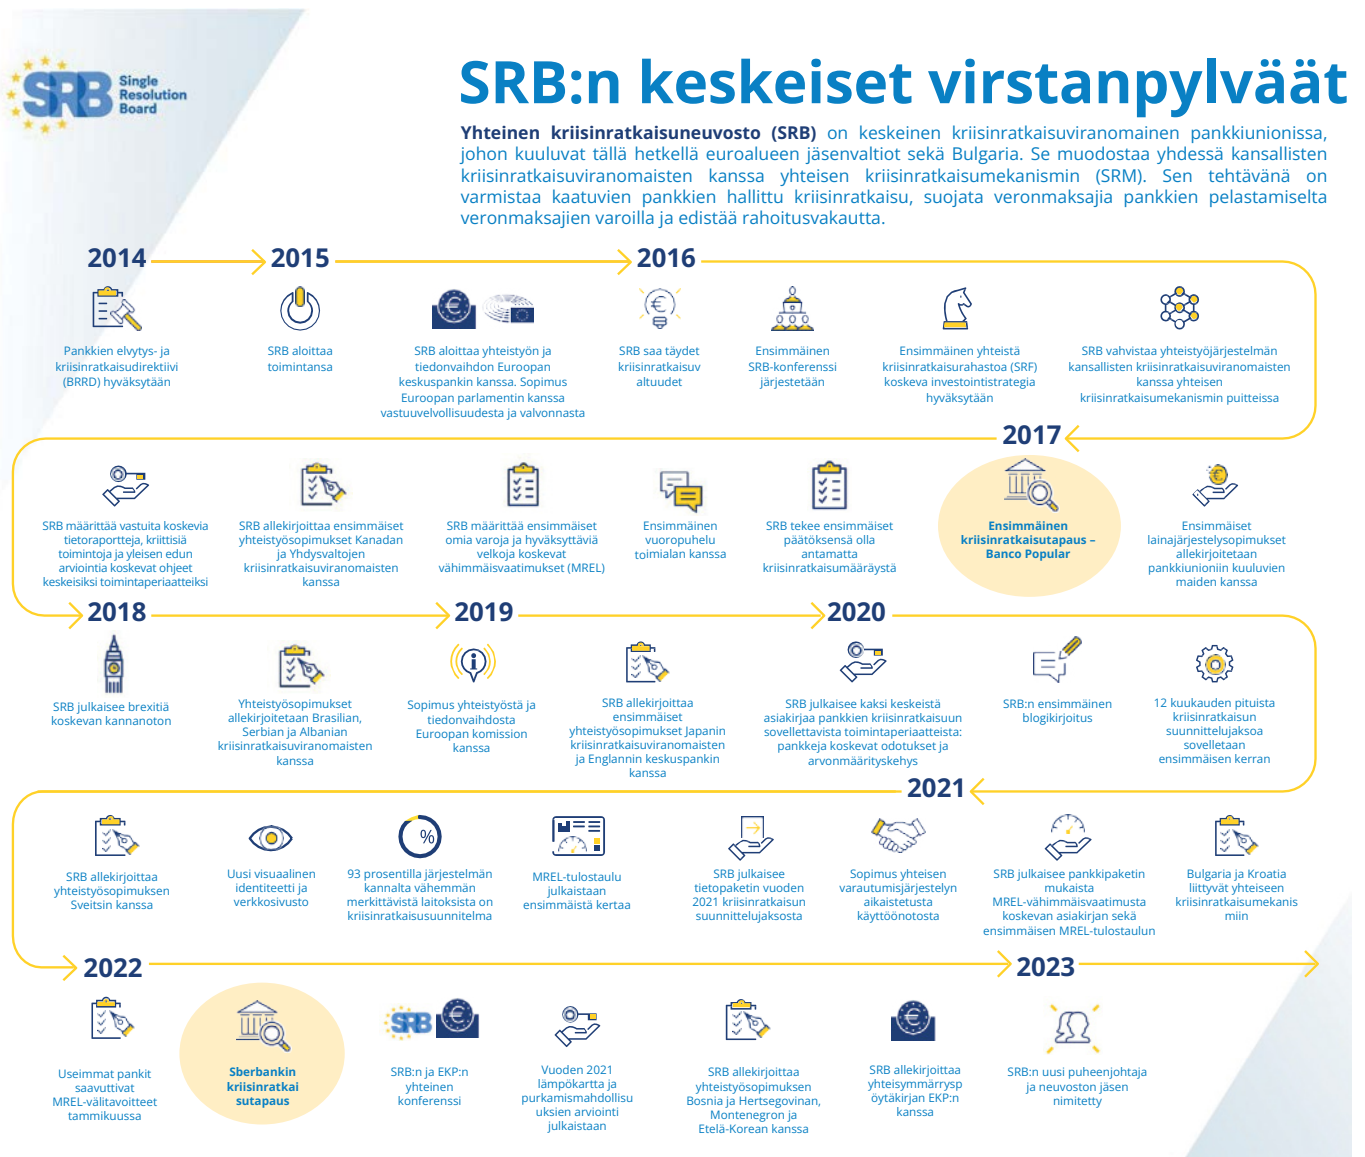 SRB
Single
Resolution
Board
SRB:n keskeiset virstanpylväät
Yhteinen kriisinratkaisuneuvosto (SRB) on keskeinen kriisinratkaisuviranomainen pankkiunionissa,
johon kuuluvat tällä hetkellä euroalueen jäsenvaltiot sekä Bulgaria. Se muodostaa yhdessä kansallisten
kriisinratkaisuviranomaisten kanssa yhteisen kriisinratkaisumekanismin (SRM). Sen tehtävänä on
varmistaa kaatuvien pankkien hallittu kriisinratkaisu, suojata veronmaksajia pankkien pelastamiselta
veronmaksajien varoilla ja edistää rahoitusvakautta.
2014
Pankkien elvytys- ja
kriisinratkaisudirektiivi
(BRRD) hyväksytään
2015
SRB aloittaa
toimintansa
SRB aloittaa yhteistyön ja
tiedonvaihdon Euroopan
keskuspankin kanssa. Sopimus
Euroopan parlamentin kanssa
vastuuvelvollisuudesta ja valvonnasta
2016
SRB saa täydet
kriisinratkaisuv
altuudet
Ensimmäinen
SRB-konferenssi
järjestetään
Ensimmäinen yhteistä
kriisinratkaisurahastoa (SRF)
koskeva investointistrategia
hyväksytään
SRB vahvistaa yhteistyöjärjestelmän
kansallisten kriisinratkaisuviranomaisten
kanssa yhteisen
kriisinratkaisumekanismin puitteissa
2017
SRB määrittää vastuita koskevia
tietoraportteja, kriittisiä
toimintoja ja yleisen edun
arviointia koskevat ohjeet
keskeisiksi toimintaperiaatteiksi
SRB allekirjoittaa ensimmäiset
yhteistyösopimukset Kanadan
ja Yhdysvaltojen
kriisinratkaisuviranomaisten
kanssa
SRB määrittää ensimmäiset
omia varoja ja hyväksyttäviä
velkoja koskevat
vähimmäisvaatimukset (MREL)
Ensimmäinen
vuoropuhelu
toimialan kanssa
SRB tekee ensimmäiset
päätöksensä olla
antamatta
kriisinratkaisumääräystä
Ensimmäinen
kriisinratkaisutapaus –
Banco Popular
Ensimmäiset
lainajärjestelysopimukset
allekirjoitetaan
pankkiunioniin kuuluvien
maiden kanssa
2018
SRB julkaisee brexitiä
koskevan kannanoton
Yhteistyösopimukset
allekirjoitetaan Brasilian,
Serbian ja Albanian
kriisinratkaisuviranomaisten
kanssa
2019
Sopimus yhteistyöstä ja
tiedonvaihdosta
Euroopan komission
kanssa
SRB allekirjoittaa
ensimmäiset
yhteistyösopimukset Japanin
kriisinratkaisuviranomaisten
ja Englannin keskuspankin
kanssa
2020
SRB julkaisee kaksi keskeistä
asiakirjaa pankkien kriisinratkaisuun
sovellettavista toimintaperiaatteista:
pankkeja koskevat odotukset ja
arvonmäärityskehys
SRB:n ensimmäinen
blogikirjoitus
12 kuukauden pituista
kriisinratkaisun
suunnittelujaksoa
sovelletaan
ensimmäisen kerran
2021
SRB allekirjoittaa
yhteistyösopimuksen
Sveitsin kanssa
Uusi visuaalinen
identiteetti ja
verkkosivusto
%
93 prosentilla järjestelmän
kannalta vähemmän
merkittävistä laitoksista on
kriisinratkaisusuunnitelma
MREL-tulostaulu
julkaistaan
ensimmäistä kertaa
SRB julkaisee
tietopaketin vuoden
2021 kriisinratkaisun
suunnittelujaksosta
Sopimus yhteisen
varautumisjärjestelyn
aikaistetusta
käyttöönotosta
SRB julkaisee pankkipaketin
mukaista
MREL-vähimmäisvaatimusta
koskevan asiakirjan sekä
ensimmäisen MREL-tulostaulun
Bulgaria ja Kroatia
liittyvät yhteiseen
kriisinratkaisumekanis
miin
2022
Useimmat pankit
saavuttivat
MREL-välitavoitteet
tammikuussa
Sberbankin
kriisinratkai
sutapaus
SRB
SRB:n ja EKP:n
yhteinen
konferenssi
Vuoden 2021
lämpökartta ja
purkamismahdollisu
uksien arviointi
julkaistaan
SRB allekirjoittaa
yhteistyösopimuksen
Bosnia ja Hertsegovinan,
Montenegron ja
Etelä-Korean kanssa
SRB allekirjoittaa
yhteisymmärrysp
öytäkirjan EKP:n
kanssa
2023
SRB:n uusi puheenjohtaja
ja neuvoston jäsen
nimitetty